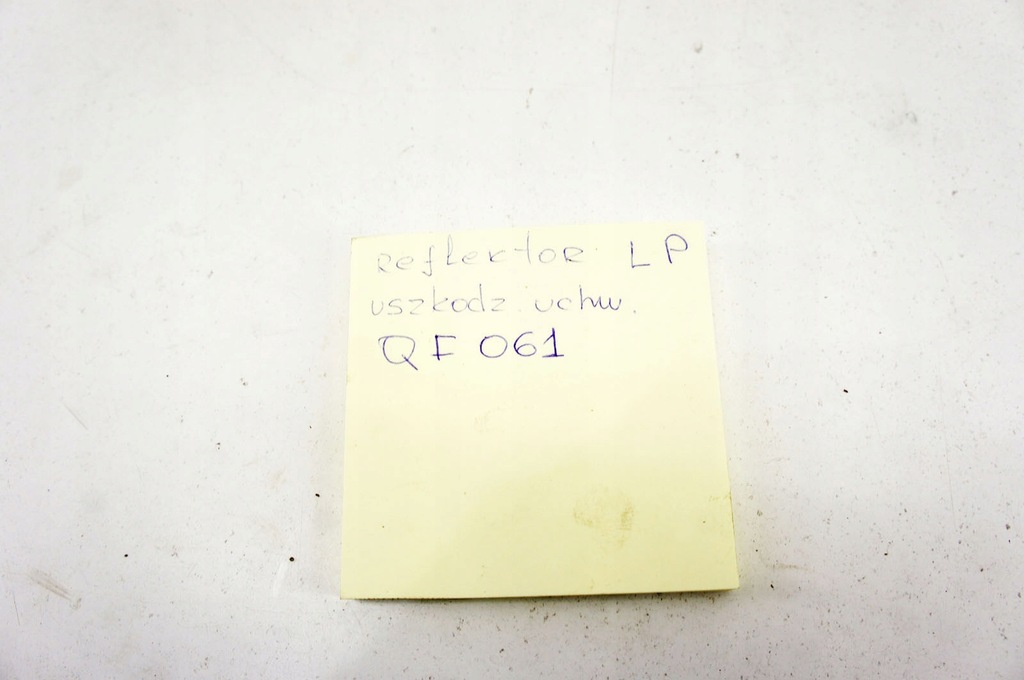 Reflektor LP
uszkodz. uchw.
QF 061